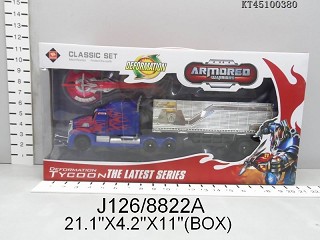 KT45100380
CLASSIC SET
DEFORMATION
ARMORED
DEFORMATION
TYCOON THE LATEST SERIES
J126/8822A
21.1"X4.2"X11"(BOX)